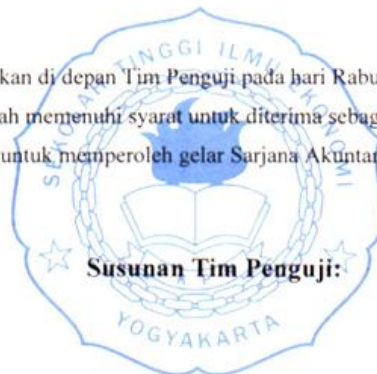 SEKOLAH TINGGI ILMU EKONOMI
kan di depan Tim Penguji pada hari Rabu
ah memenuhi syarat untuk diterima sebag
untuk memperoleh gelar Sarjana Akuntan
Susunan Tim Penguji:
YOGYAKARTA